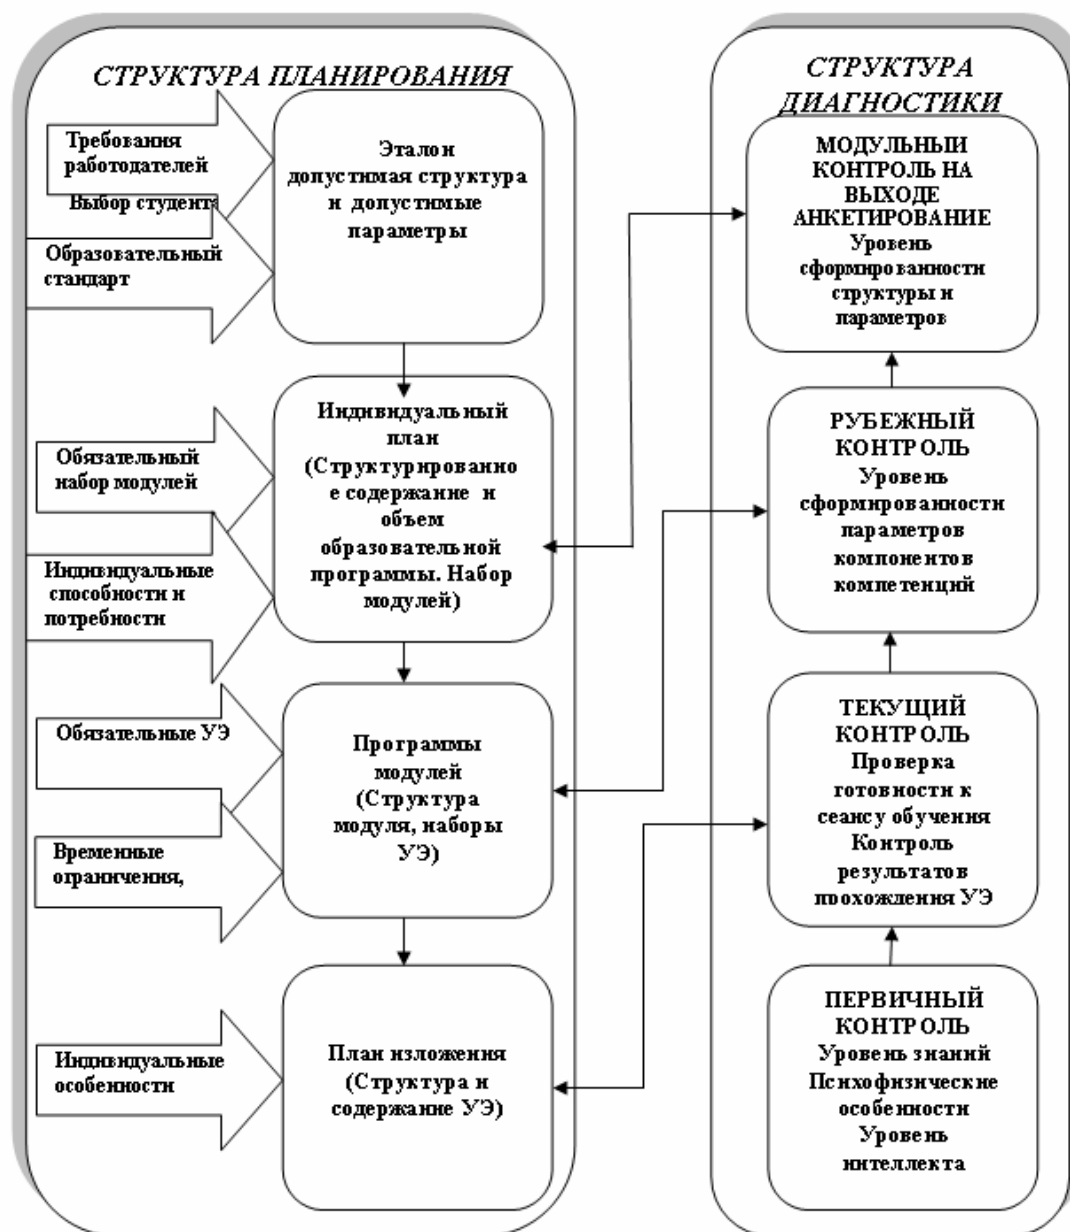 СТРУКТУРА ПЛАНИРОВАНИЯ
Требования
работодателей
Выбор студента
Образовательный
стандарт
Эталон
допустимая структура
и допустимые
параметры
Обязательный
набор модулей
Индивидуальные
способности и
потребности
Индивидуальный
план
(Структурированно
е содержание и
объем
образовательной
программы. Набор
модулей)
Обязательные УЭ
Временные
ограничения,
Программы
модулей
(Структура
модуля, наборы
УЭ)
Индивидуальные
особенности
План изложения
(Структура и
содержание УЭ)
СТРУКТУРА
ДИАГНОСТИКИ
МОДУЛЬНЫЙ
КОНТРОЛЬ НА
ВЫХОДЕ
АНКЕТИРОВАНИЕ
Уровень
сформированности
структуры и
параметров
РУБЕЖНЫЙ
КОНТРОЛЬ
Уровень
сформированности
параметров
компонентов
компетенций
ТЕКУЩИЙ
КОНТРОЛЬ
Проверка
готовности к
сеансу обучения
Контроль
результатов
прохождения УЭ
ПЕРВИЧНЫЙ
КОНТРОЛЬ
Уровень знаний
Психофизические
особенности
Уровень
интеллекта